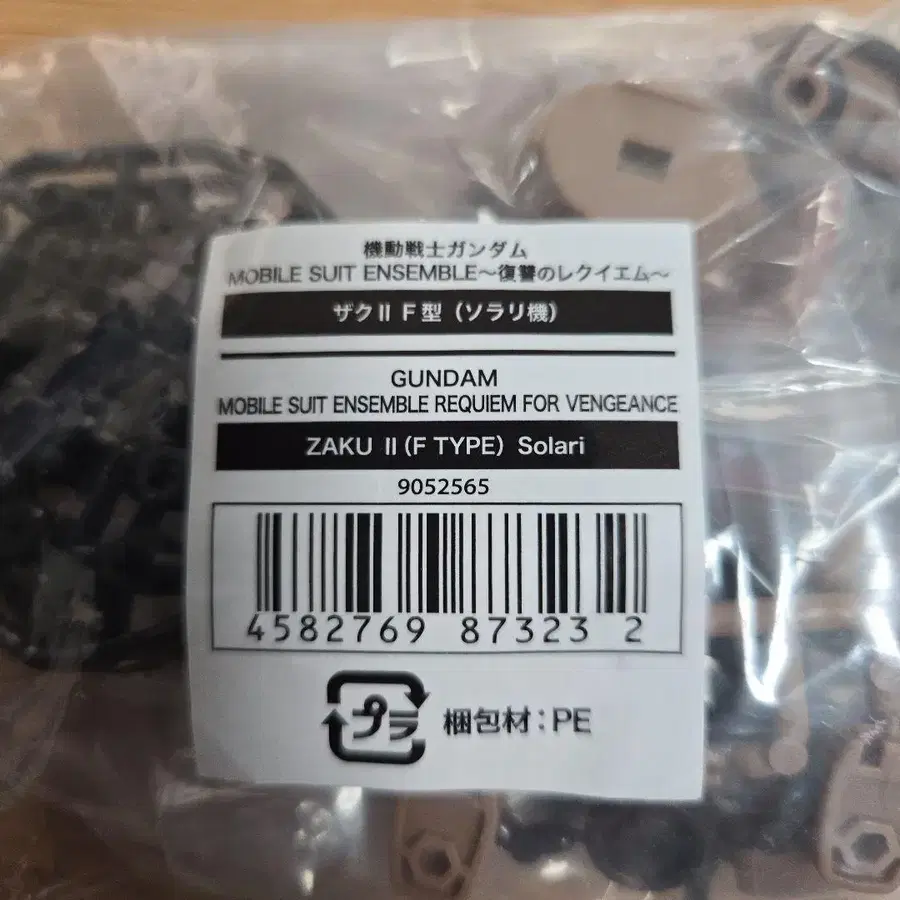 機動戦士ガンダム
MOBILE SUIT ENSEMBLE～復讐のレクイエム～
ザクⅡ F型（ソラリ機）
GUNDAM
MOBILE SUIT ENSEMBLE REQUIEM FOR VENGEANCE
ZAKU Ⅱ（F TYPE）Solari
9052565
4582769 87323 2
プラ 梱包材：PE